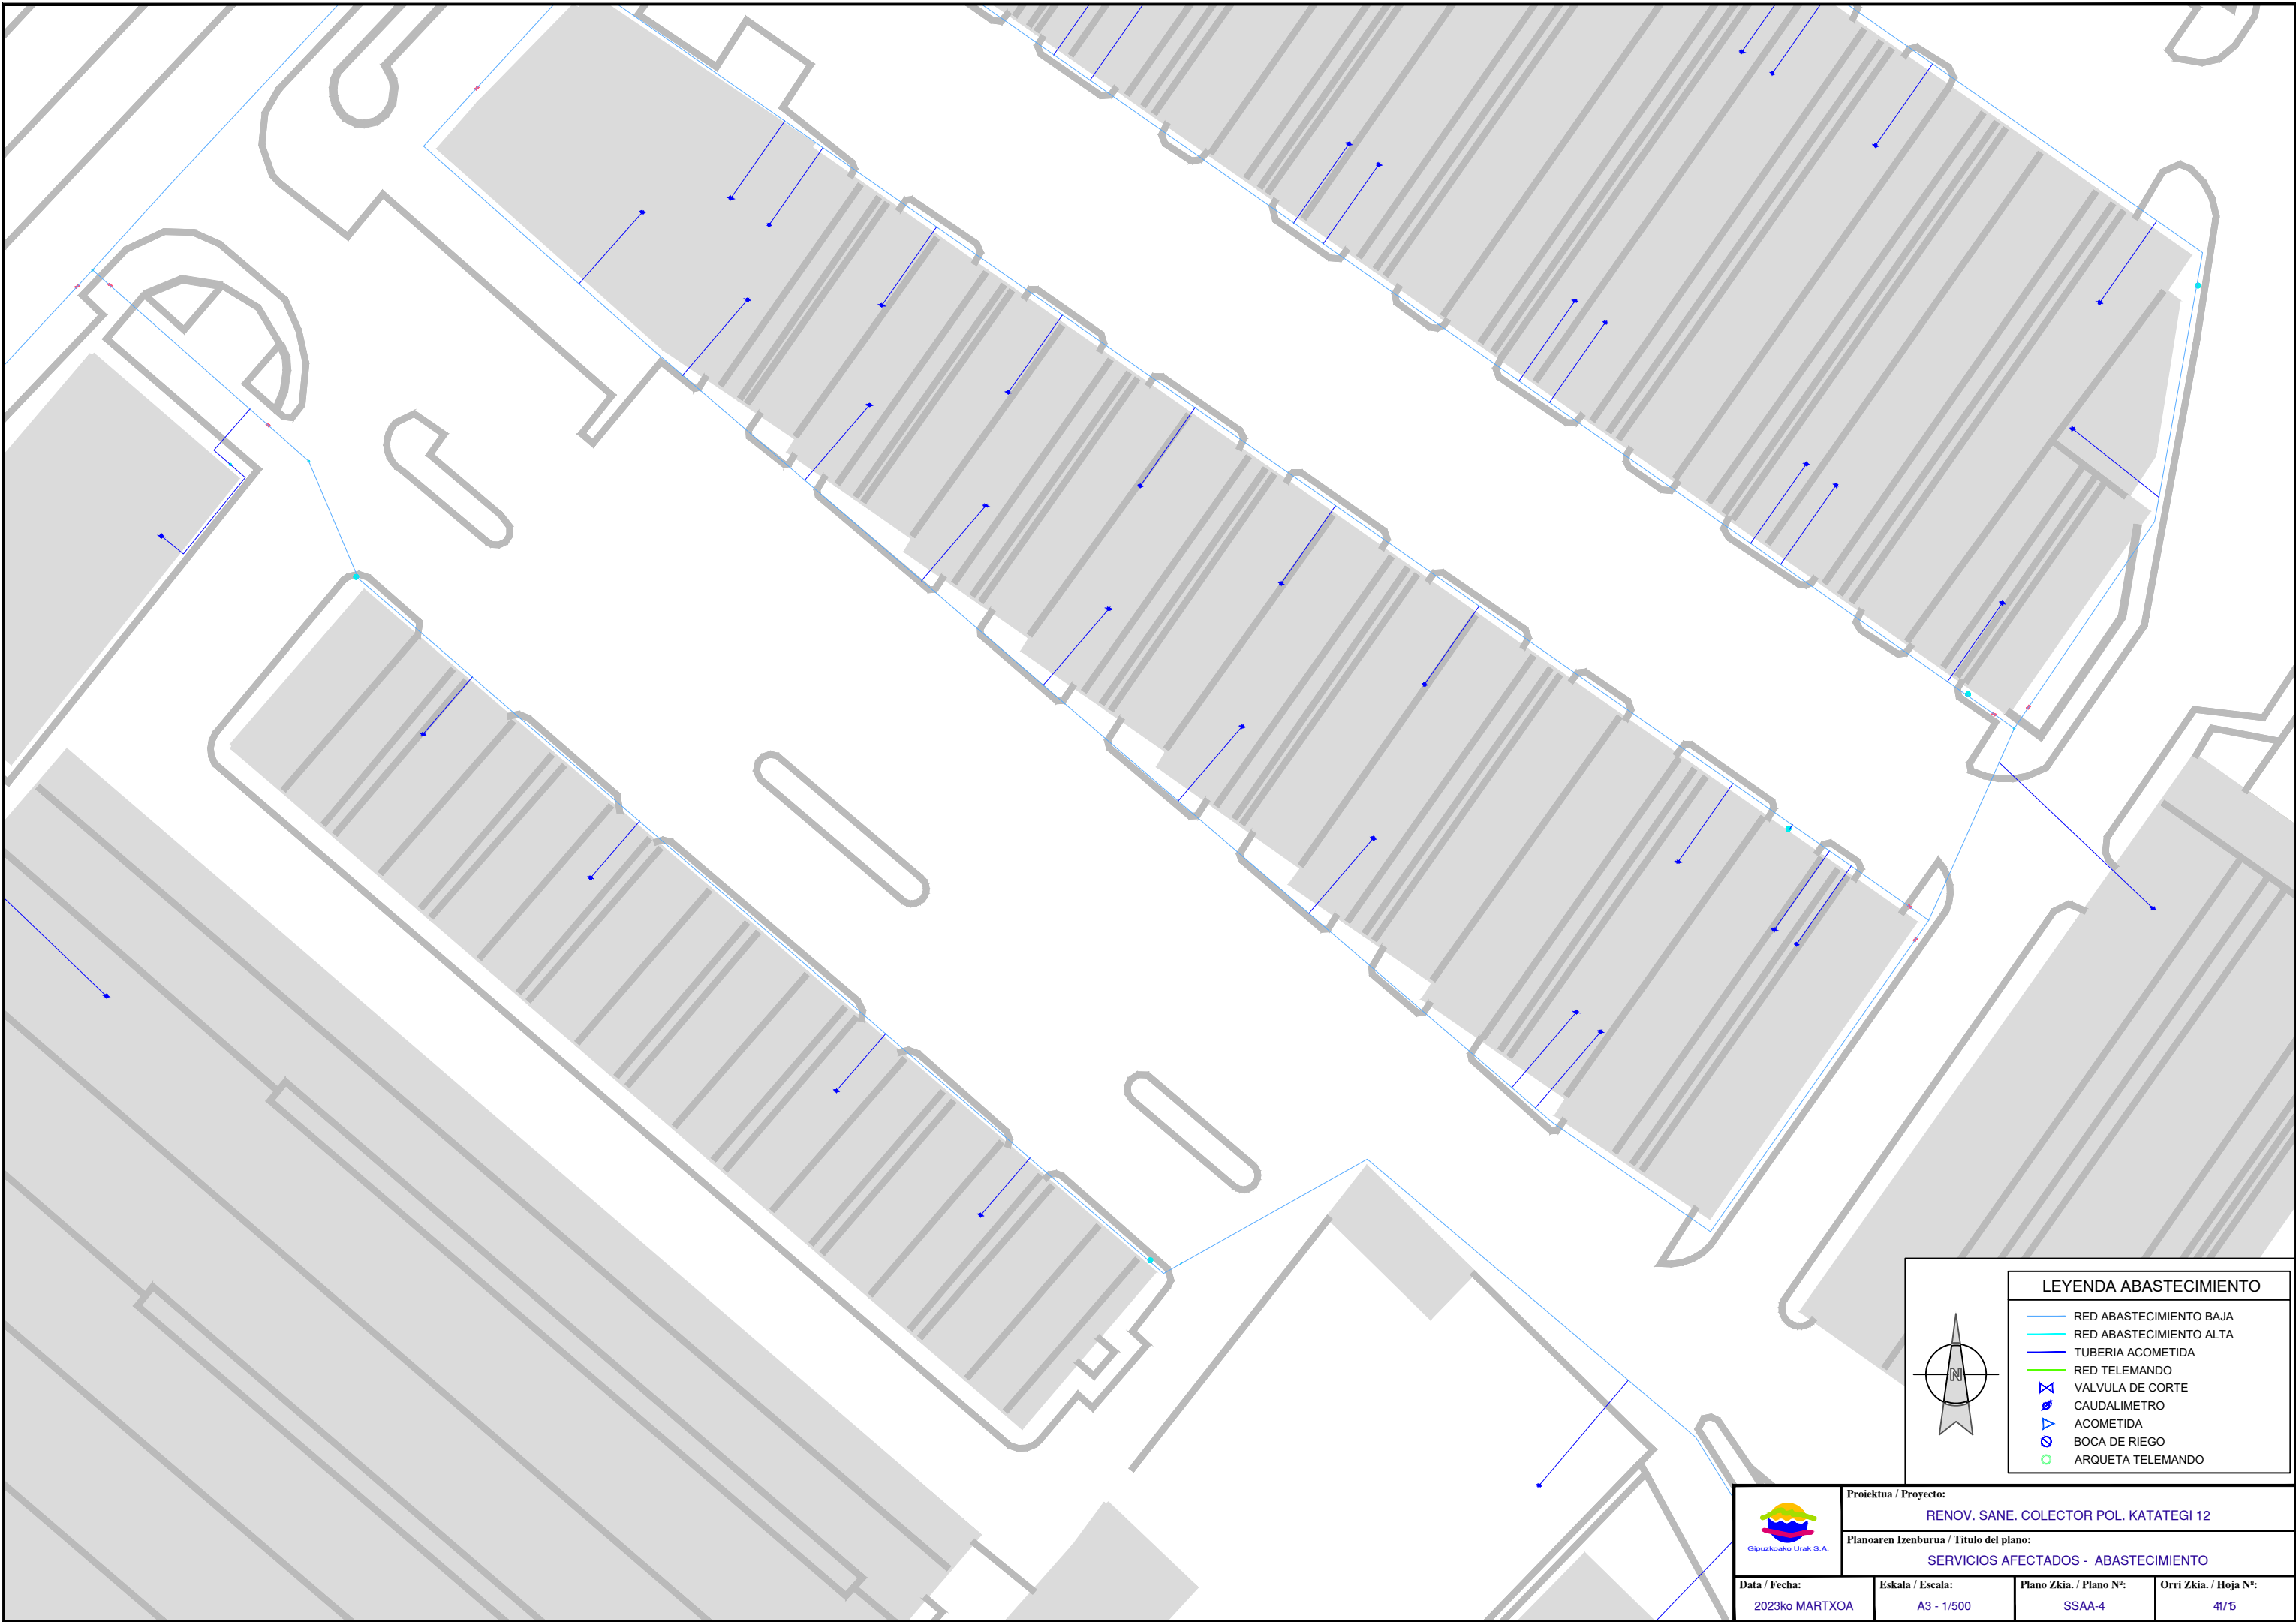 LEYENDA ABASTECIMIENTO
RED ABASTECIMIENTO BAJA
RED ABASTECIMIENTO ALTA
TUBERIA ACOMETIDA
RED TELEMANDO
VALVULA DE CORTE
CAUDALIMETRO
ACOMETIDA
BOCA DE RIEGO
ARQUETA TELEMANDO
N
Gipuzkoako Urak S.A.
Proiektua / Proyecto:
RENOV. SANE. COLECTOR POL. KATATEGI 12
Planoaren Izenburua / Titulo del plano:
SERVICIOS AFECTADOS - ABASTECIMIENTO
Data / Fecha:
2023ko MARTXOA
Eskala / Escala:
A3 - 1/500
Plano Zkia. / Plano Nº:
SSAA-4
Orri Zkia. / Hoja Nº: